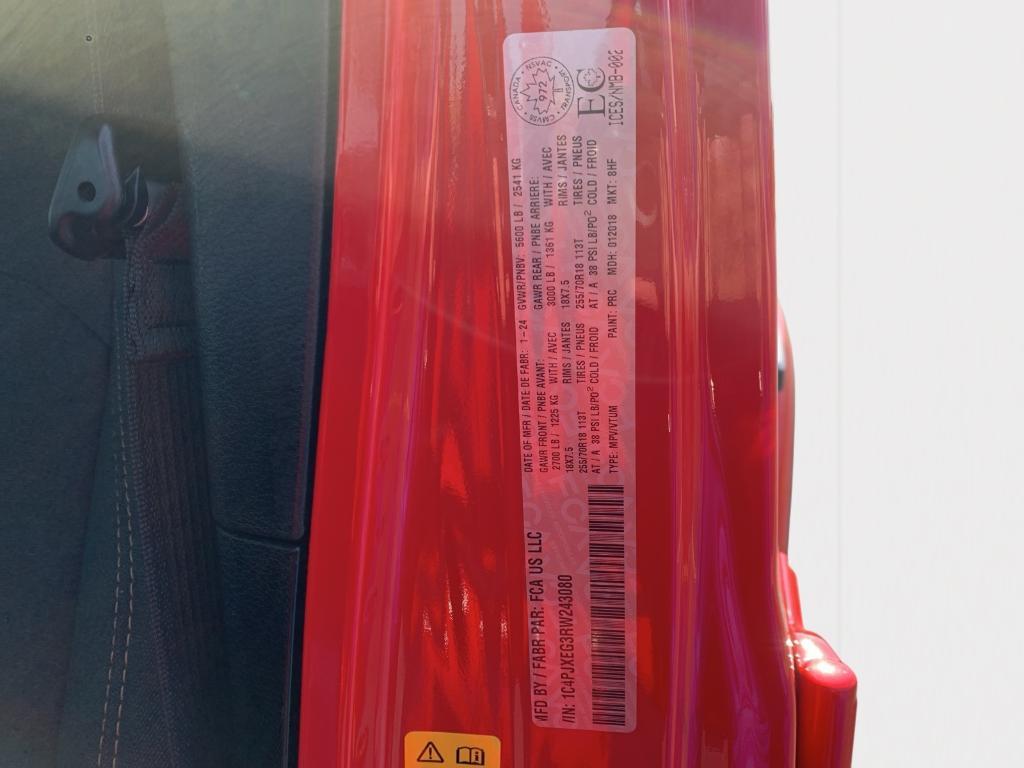 MFD BY / FABR PAR: FCA US LLC
DATE OF MFR / DATE DE FABR: 1-24 GVWR/PNBV: 5600 LB / 2541 KG
GAWR FRONT / PNBE AVANT: GAWR REAR / PNBE ARRIERE:
2700 LB / 1225 KG WITH / AVEC 3000 LB / 1361 KG WITH / AVEC
18X7.5 RIMS / JANTES 18X7.5 RIMS / JANTES
255/70R18 113T TIRES / PNEUS 255/70R18 113T TIRES / PNEUS
AT / A 38 PSI LB/PO² COLD / FROID AT / A 38 PSI LB/PO² COLD / FROID
VIN: 1C4PJXEG3RW243080
TYPE: MPV/VTUM PAINT: PRC MDH: 012018 MKT: 8HF
CANADA • NSVAC • TRANSPORT • CMVSS
972
EC
ICES/NMB-002